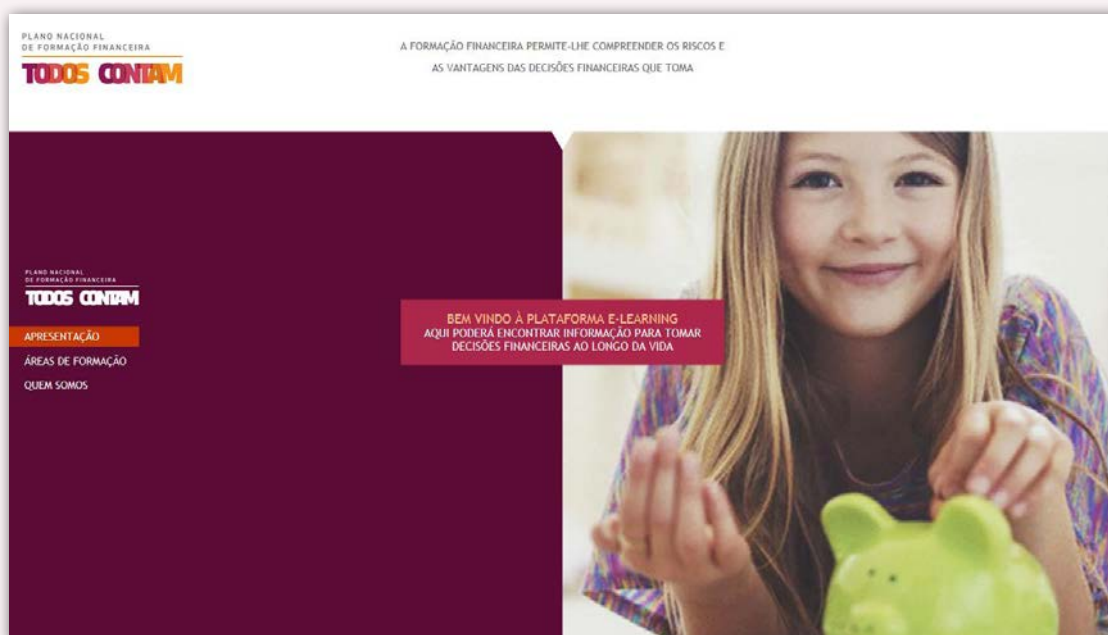 PLANO NACIONAL
DE FORMAÇÃO FINANCEIRA
TODOS CONTAM
A FORMAÇÃO FINANCEIRA PERMITE-LHE COMPREENDER OS RISCOS E
AS VANTAGENS DAS DECISÕES FINANCEIRAS QUE TOMA
PLANO NACIONAL
DE FORMAÇÃO FINANCEIRA
TODOS CONTAM
APRESENTAÇÃO
ÁREAS DE FORMAÇÃO
QUEM SOMOS
BEM VINDO À PLATAFORMA E-LEARNING
AQUI PODERÁ ENCONTRAR INFORMAÇÃO PARA TOMAR
DECISÕES FINANCEIRAS AO LONGO DA VIDA